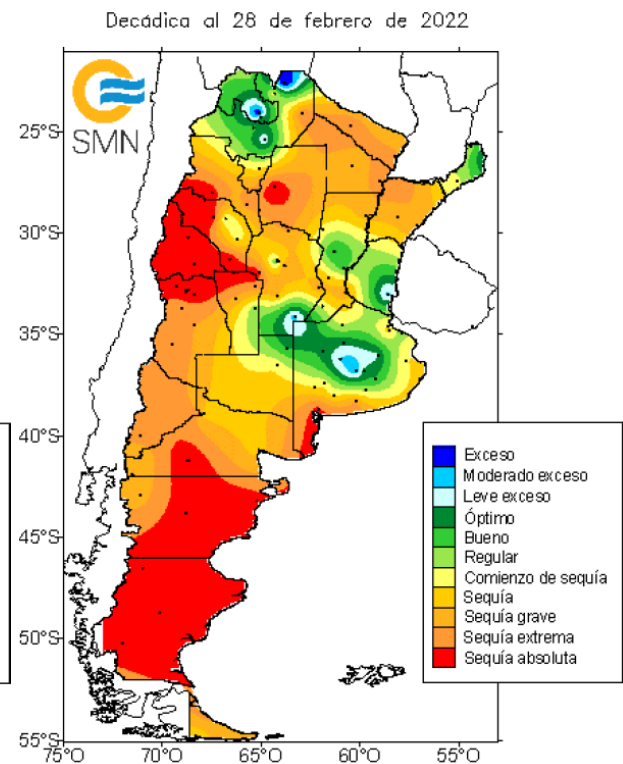 Decádica al 28 de febrero de 2022
SMN
25°S
30°S
35°S
40°S
45°S
50°S
55°S
75°O 70°O 65°O 60°O 55°O
Exceso
Moderado exceso
Leve exceso
Óptimo
Bueno
Regular
Comienzo de sequía
Sequía
Sequía grave
Sequía extrema
Sequía absoluta